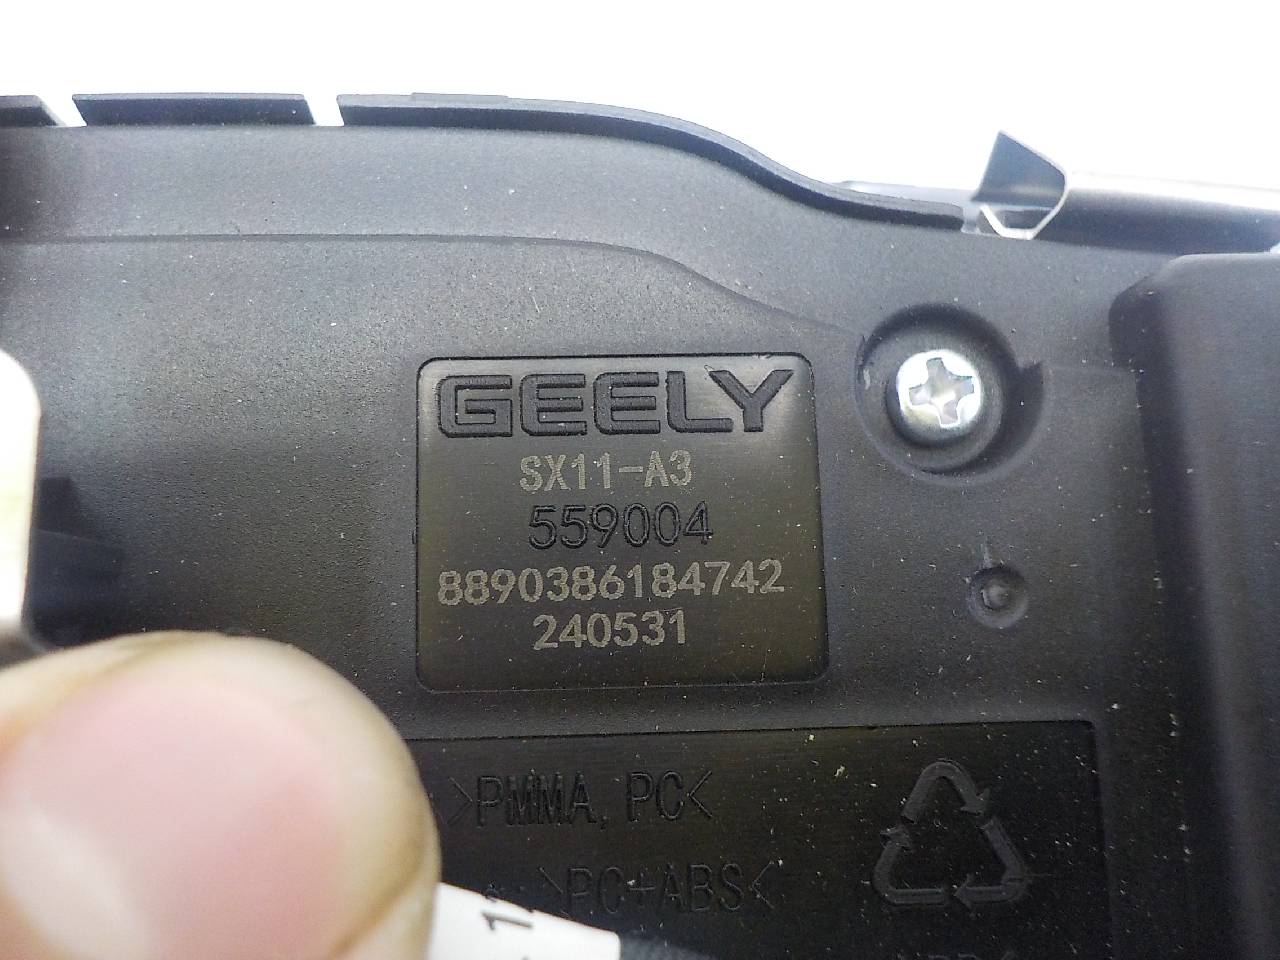 GEELY
SX11-A3
559004
8890386184742
240531
>PMMA, PC<
>PC+ABS<